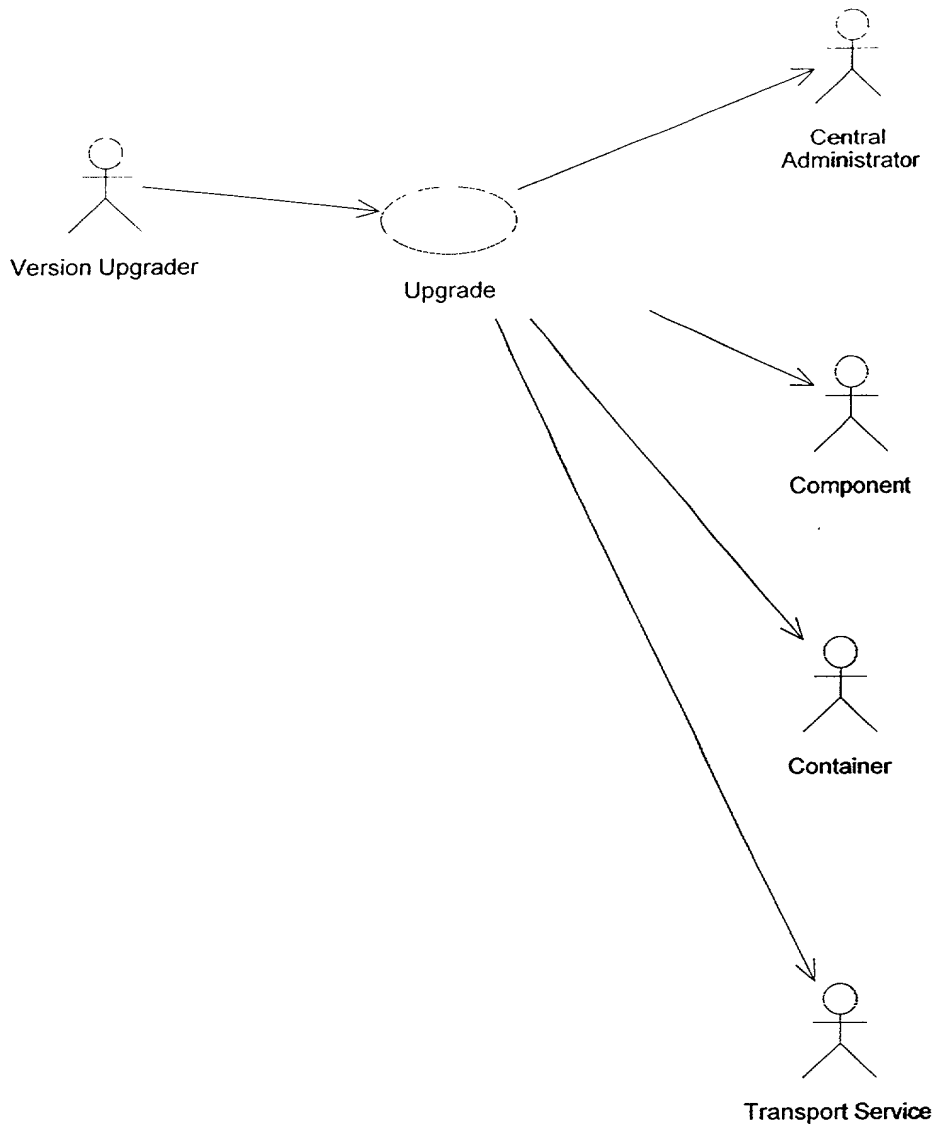 Central
Administrator
Version Upgrader
Upgrade
Component
Container
Transport Service